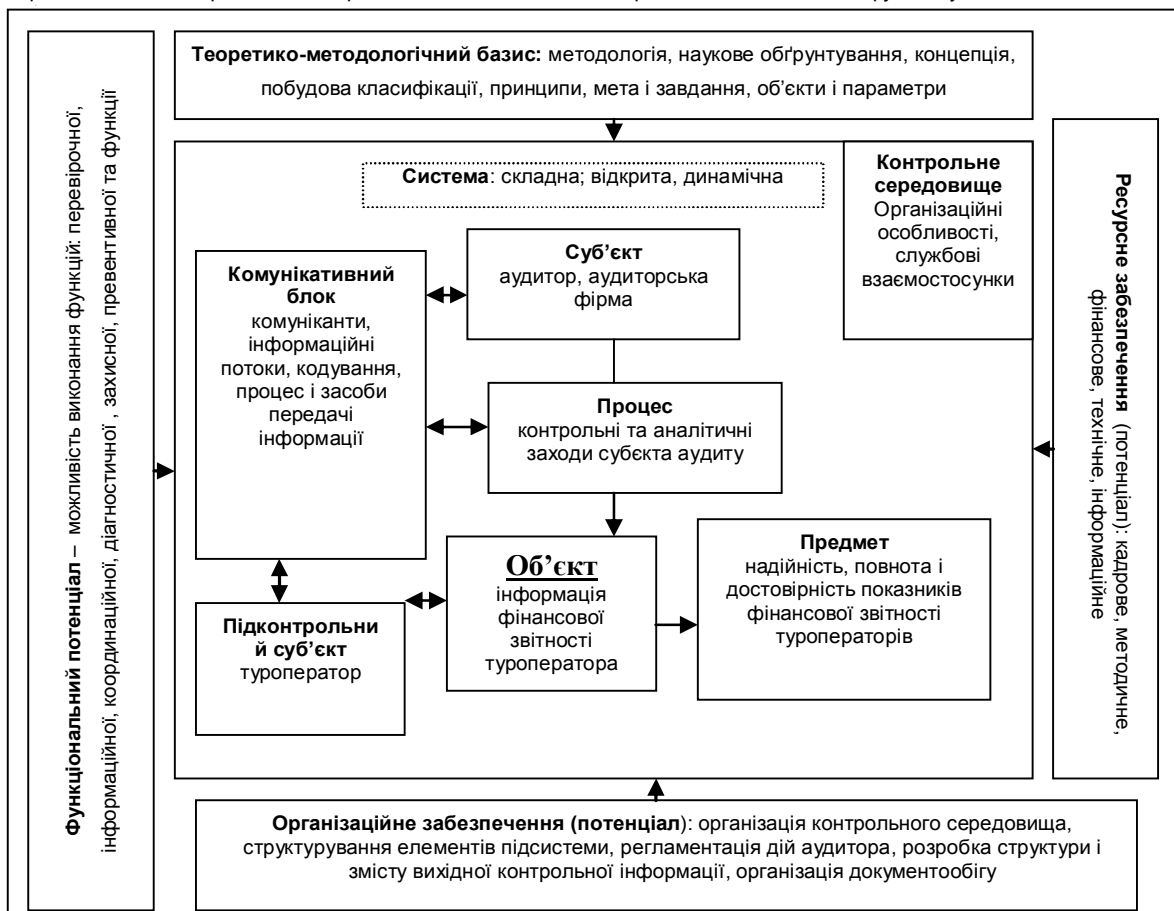 Теоретико-методологічний базис: методологія, наукове обґрунтування, концепція,
побудова класифікації, принципи, мета і завдання, об’єкти і параметри
Функціональний потенціал – можливість виконання функцій: перевірочної,
інформаційної, координаційної, діагностичної , захисної, превентивної та функції
Система: складна; відкрита, динамічна
Контрольне
середовище
Організаційні
особливості,
службові
взаємостосунки
Ресурсне забезпечення (потенціал): кадрове, методичне,
фінансове, технічне, інформаційне
Комунікативний
блок
комуніканти,
інформаційні
потоки, кодування,
процес і засоби
передачі
інформації
Суб’єкт
аудитор, аудиторська
фірма
Процес
контрольні та аналітичні
заходи субєкта аудиту
Об’єкт
інформація
фінансової
звітності
туроператора
Предмет
надійність, повнота і
достовірність показників
фінансової звітності
туроператорів
Підконтрольни
й суб’єкт
туроператор
Організаційне забезпечення (потенціал): організація контрольного середовища,
структурування елементів підсистеми, регламентація дій аудитора, розробка структури і
змісту вихідної контрольної інформації, організація документообігу